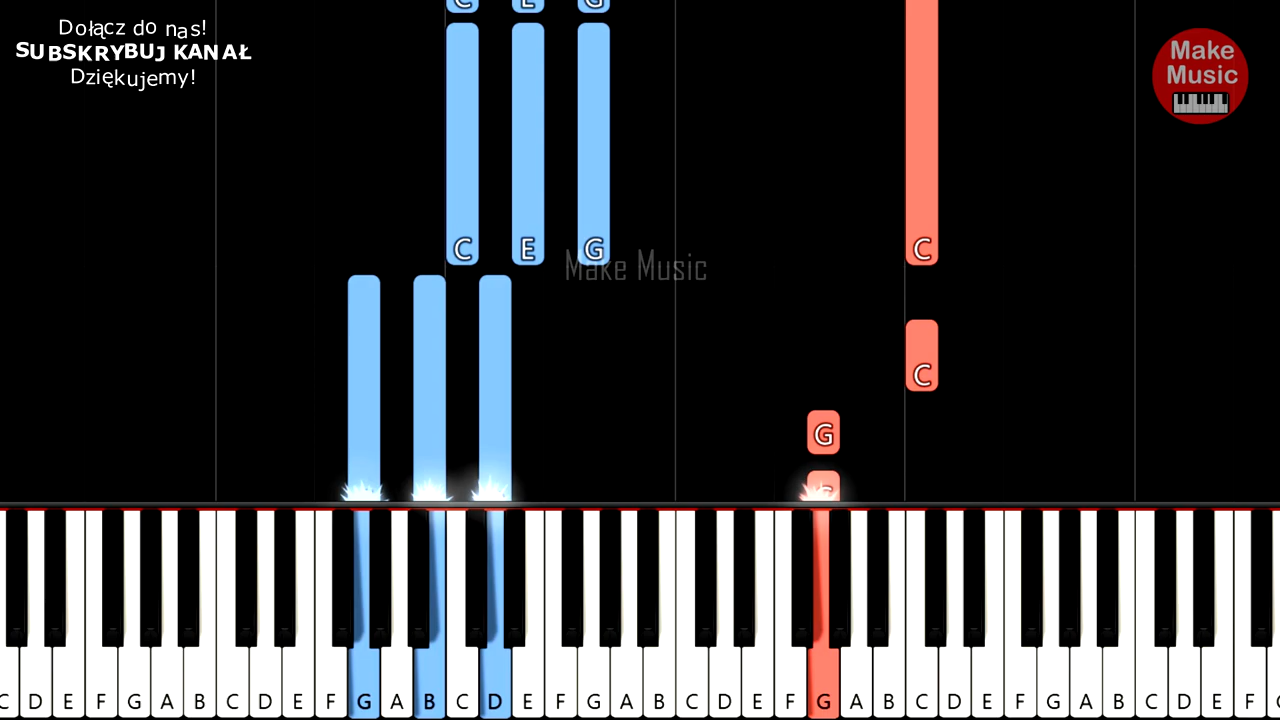 Dołącz do nas!
SUBSKRYBUJ KANAŁ
Dziękujemy!
Make
Music
C E G
C E G C
Make Music
C
G
G
C D E F G A B C D E F G A B C D E F G A B C D E F G A B C D E F G A B C D E F